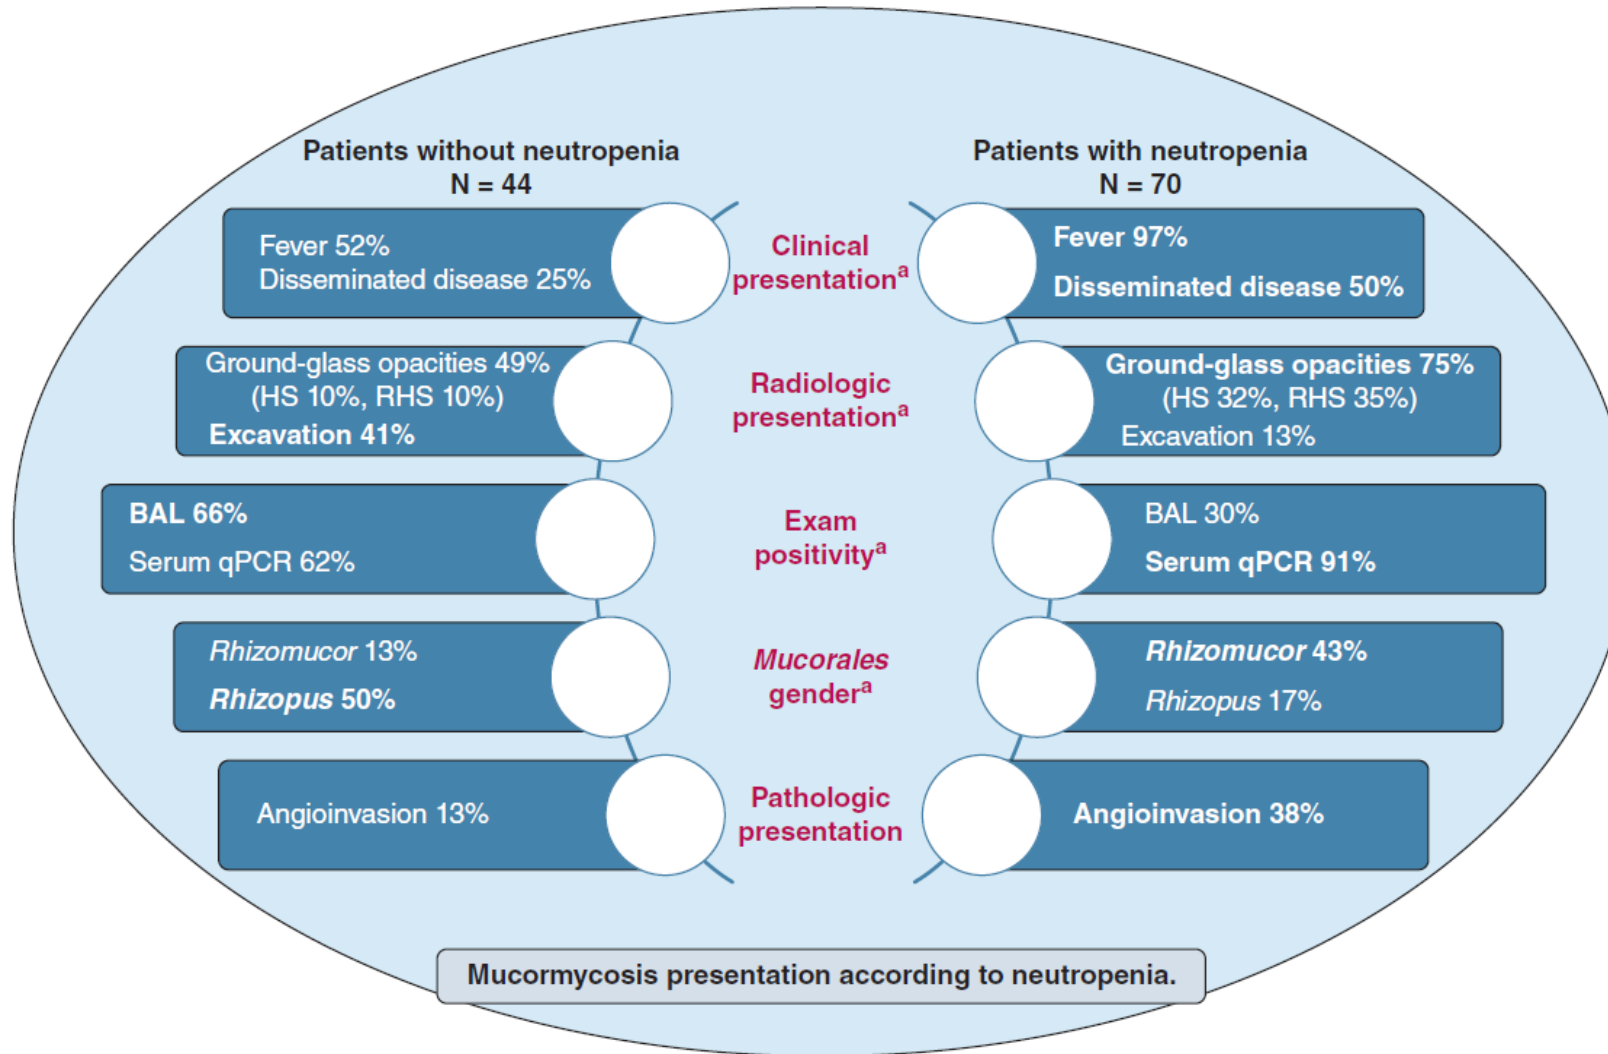 Patients without neutropenia
N = 44
Patients with neutropenia
N = 70
Fever 52%
Disseminated disease 25%
Clinical
presentationa
Fever 97%
Disseminated disease 50%
Ground-glass opacities 49%
(HS 10%, RHS 10%)
Excavation 41%
Radiologic
presentationa
Ground-glass opacities 75%
(HS 32%, RHS 35%)
Excavation 13%
BAL 66%
Serum qPCR 62%
Exam
positivitya
BAL 30%
Serum qPCR 91%
Rhizomucor 13%
Rhizopus 50%
Mucorales
gendera
Rhizomucor 43%
Rhizopus 17%
Angioinvasion 13%
Pathologic
presentation
Angioinvasion 38%
Mucormycosis presentation according to neutropenia.